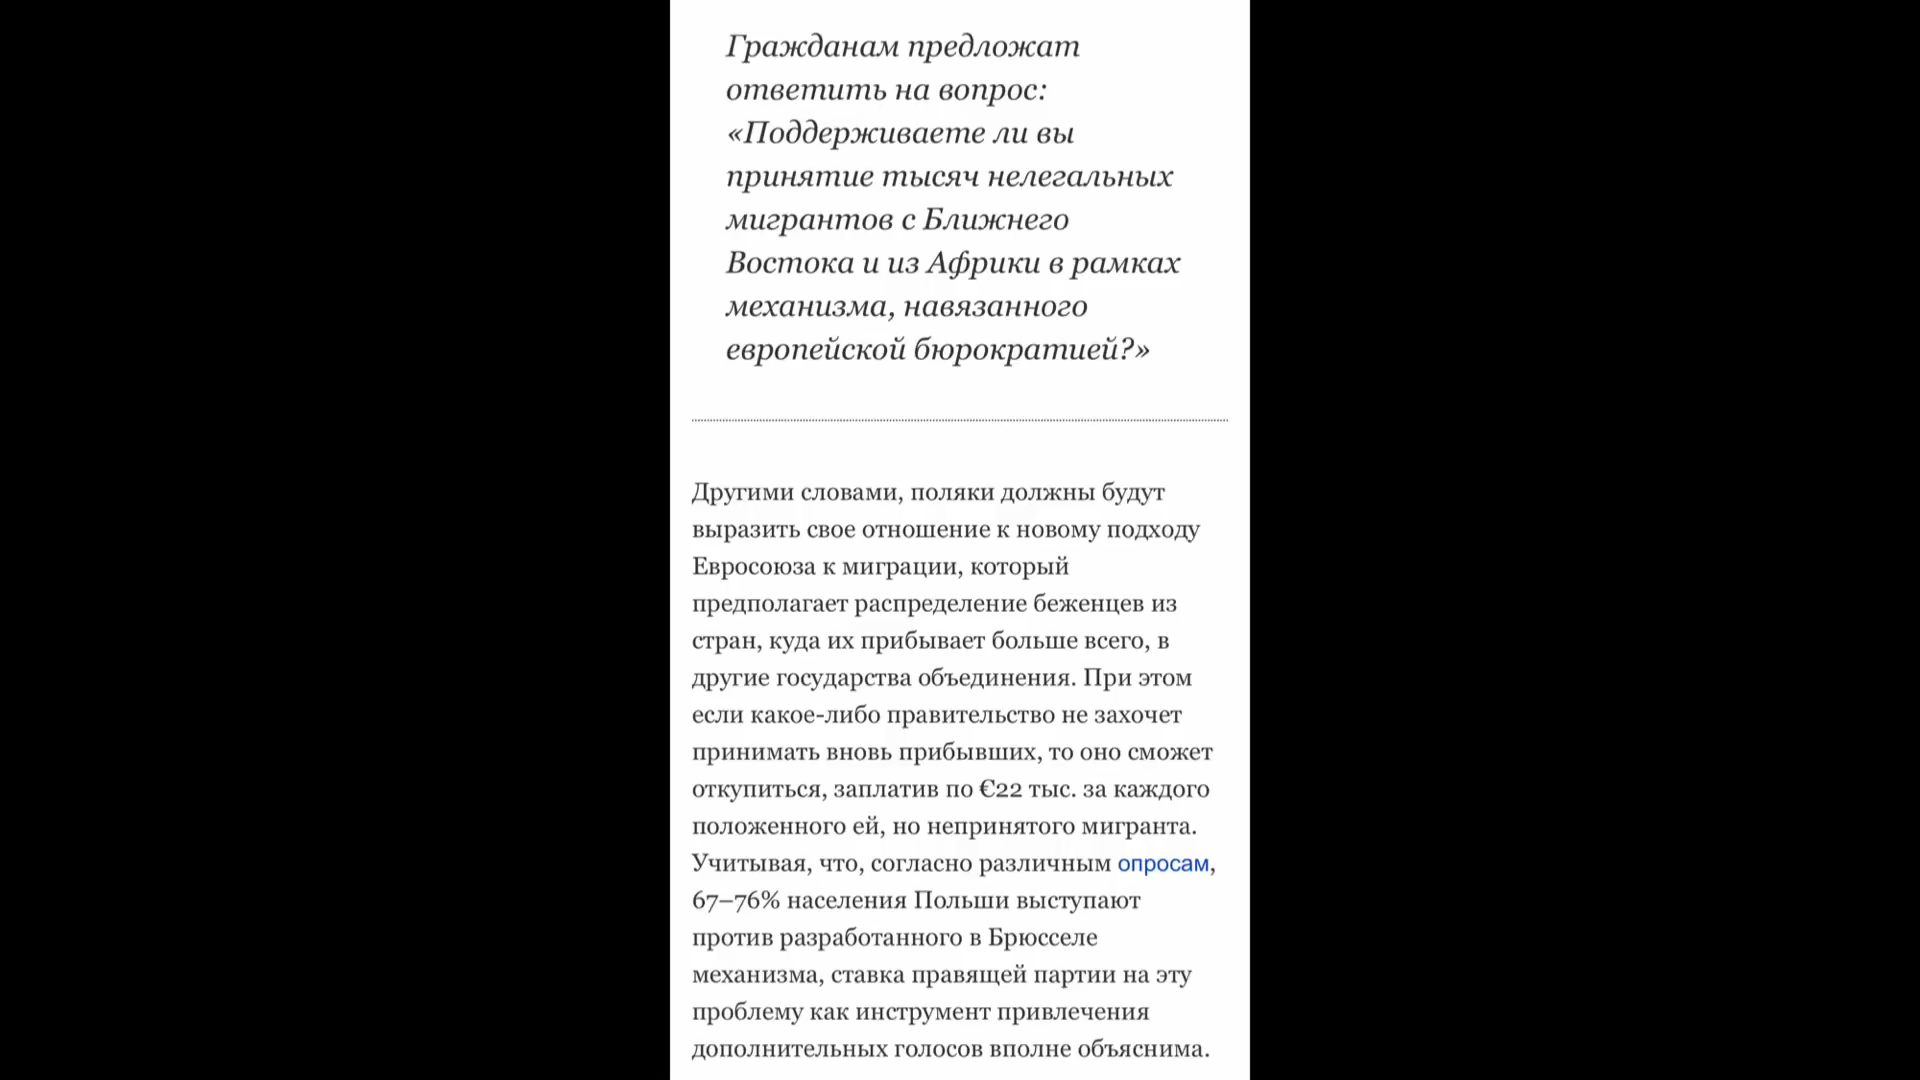 Гражданам предложат
ответить на вопрос:
«Поддерживаете ли вы
принятие тысяч нелегальных
мигрантов с Ближнего
Востока и из Африки в рамках
механизма, навязанного
европейской бюрократией?»
Другими словами, поляки должны будут
выразить свое отношение к новому подходу
Евросоюза к миграции, который
предполагает распределение беженцев из
стран, куда их прибывает больше всего, в
другие государства объединения. При этом
если какое-либо правительство не захочет
принимать вновь прибывших, то оно сможет
откупиться, заплатив по €22 тыс. за каждого
положенного ей, но непринятого мигранта.
Учитывая, что, согласно различным опросам,
67–76% населения Польши выступают
против разработанного в Брюсселе
механизма, ставка правящей партии на эту
проблему как инструмент привлечения
дополнительных голосов вполне объяснима.